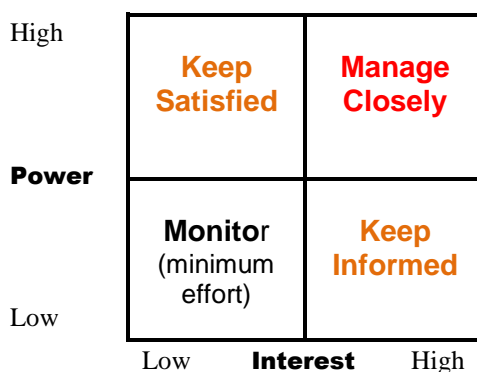 High
Keep
Satisfied
Manage
Closely
Power
Monitor
(minimum
effort)
Keep
Informed
Low
Low Interest High